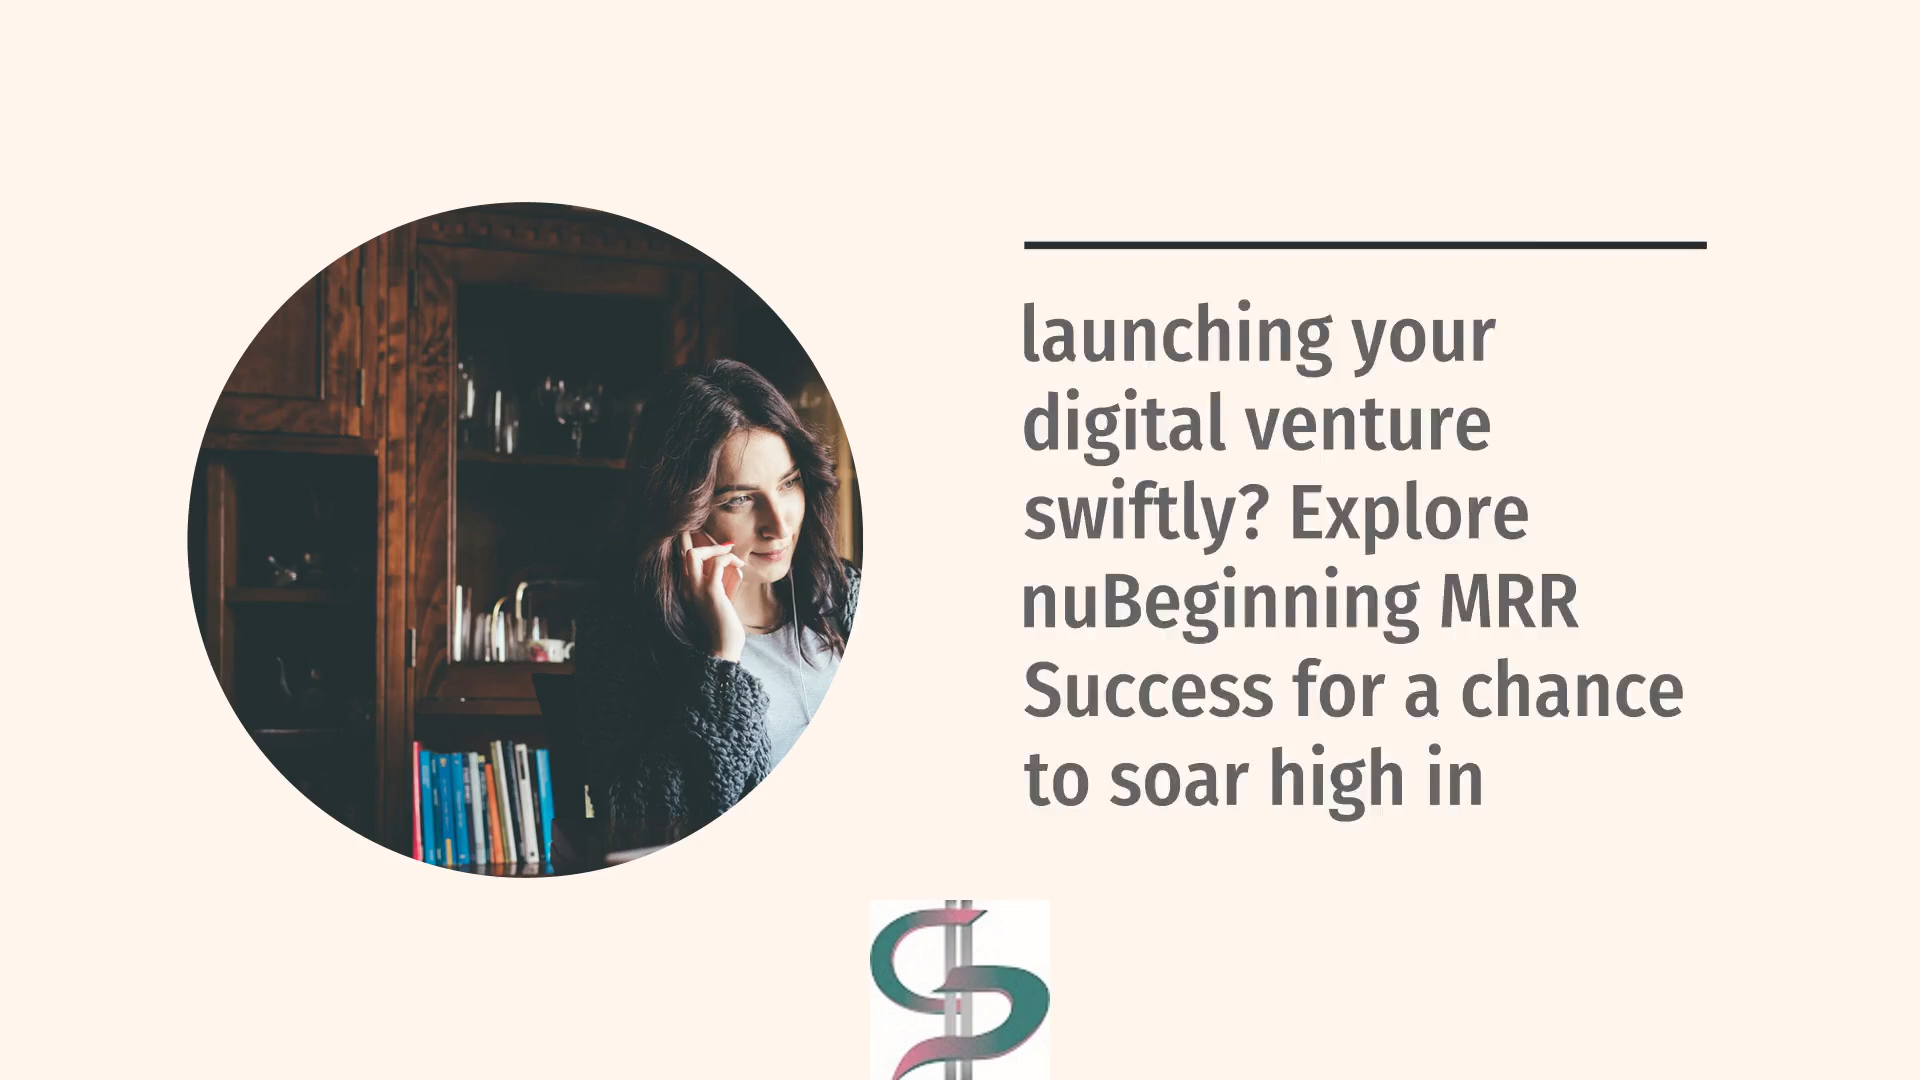 launching your
digital venture
swiftly? Explore
nuBeginning MRR
Success for a chance
to soar high in